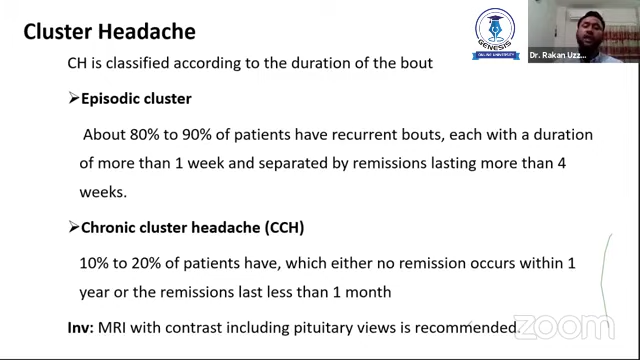 Cluster Headache
CH is classified according to the duration of the bout
➢Episodic cluster
About 80% to 90% of patients have recurrent bouts, each with a duration
of more than 1 week and separated by remissions lasting more than 4
weeks.
➢Chronic cluster headache (CCH)
10% to 20% of patients have, which either no remission occurs within 1
year or the remissions last less than 1 month
Inv: MRI with contrast including pituitary views is recommended.
GENESIS
ONLINE UNIVERSITY
Dr. Rakan Uzz...
zoom